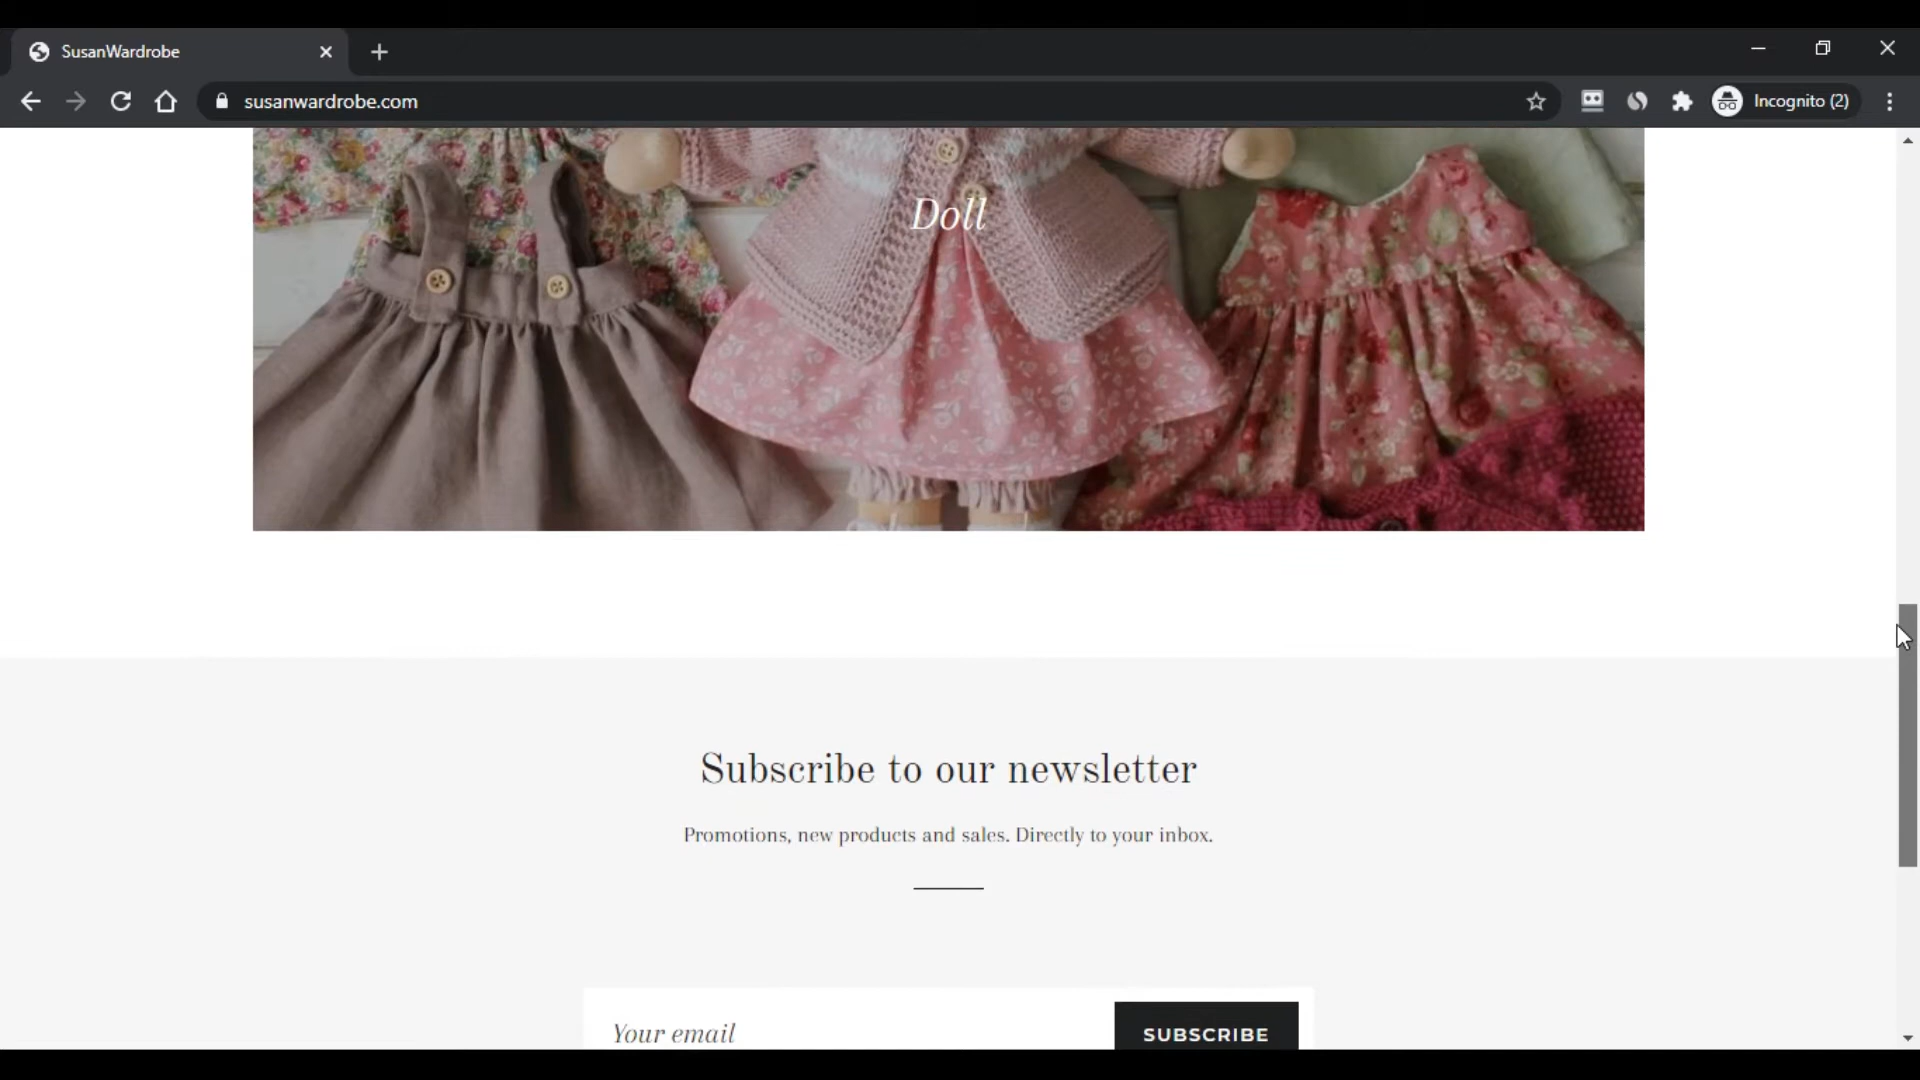 SusanWardrobe
susanwardrobe.com
Incognito (2)
Doll
Subscribe to our newsletter
Promotions, new products and sales. Directly to your inbox.
Your email
SUBSCRIBE